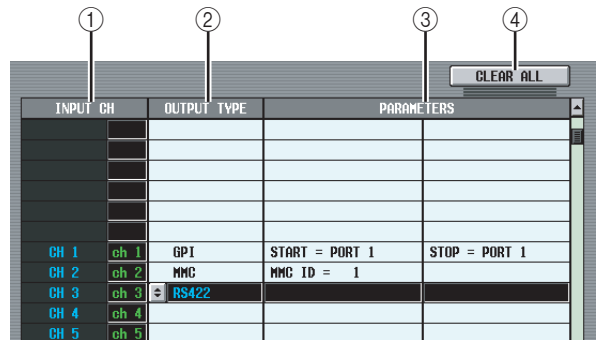 ① ② ③ ④
CLEAR ALL
INPUT CH OUTPUT TYPE PARAMETERS
CH 1 ch 1 GPI START = PORT 1 STOP = PORT 1
CH 2 ch 2 MMC MMC ID = 1
CH 3 ch 3 RS422
CH 4 ch 4
CH 5 ch 5